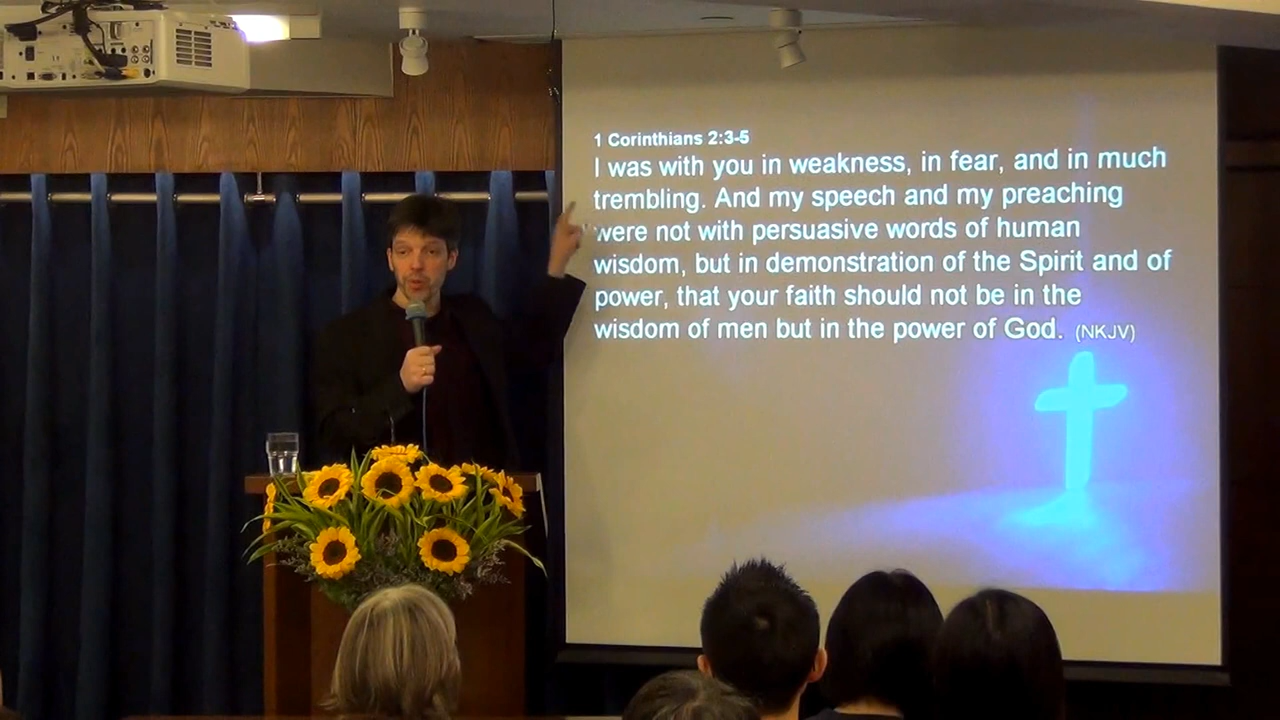 1 Corinthians 2:3-5
I was with you in weakness, in fear, and in much
trembling. And my speech and my preaching
were not with persuasive words of human
wisdom, but in demonstration of the Spirit and of
power, that your faith should not be in the
wisdom of men but in the power of God. (NKJV)